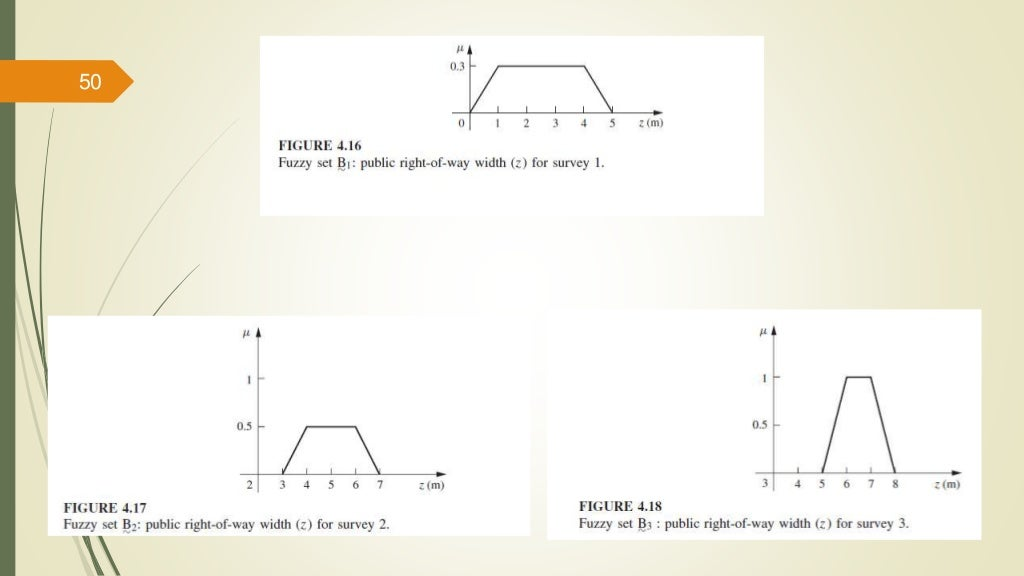 50
μ
0.3
0 1 2 3 4 5 z (m)
FIGURE 4.16
Fuzzy set B1: public right-of-way width (z) for survey 1.
μ
1
0.5
2 3 4 5 6 7 z (m)
FIGURE 4.17
Fuzzy set B2: public right-of-way width (z) for survey 2.
μ
1
0.5
3 4 5 6 7 8 z (m)
FIGURE 4.18
Fuzzy set B3 : public right-of-way width (z) for survey 3.